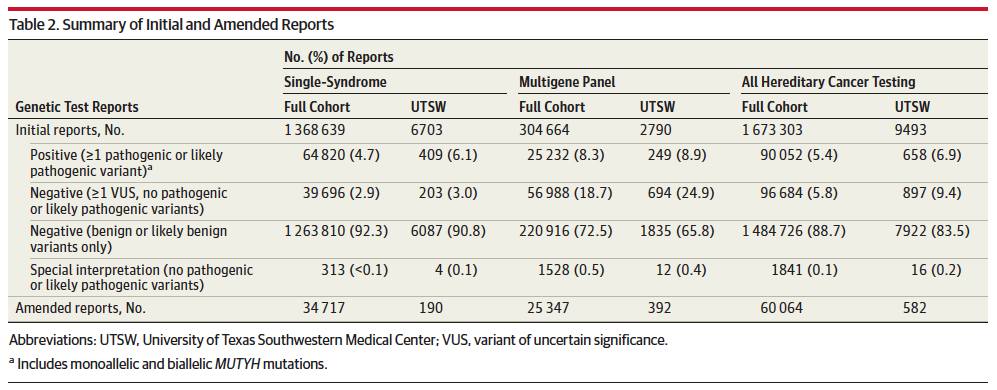 Table 2. Summary of Initial and Amended Reports
No. (%) of Reports
Single-Syndrome Multigene Panel All Hereditary Cancer Testing
Genetic Test Reports Full Cohort UTSW Full Cohort UTSW Full Cohort UTSW
Initial reports, No. 1 368 639 6703 304 664 2790 1 673 303 9493
Positive (≥1 pathogenic or likely 64 820 (4.7) 409 (6.1) 25 232 (8.3) 249 (8.9) 90 052 (5.4) 658 (6.9)
pathogenic variant)a
Negative (≥1 VUS, no pathogenic 39 696 (2.9) 203 (3.0) 56 988 (18.7) 694 (24.9) 96 684 (5.8) 897 (9.4)
or likely pathogenic variants)
Negative (benign or likely benign 1 263 810 (92.3) 6087 (90.8) 220 916 (72.5) 1835 (65.8) 1 484 726 (88.7) 7922 (83.5)
variants only)
Special interpretation (no pathogenic 313 (<0.1) 4 (0.1) 1528 (0.5) 12 (0.4) 1841 (0.1) 16 (0.2)
or likely pathogenic variants)
Amended reports, No. 34 717 190 25 347 392 60 064 582
Abbreviations: UTSW, University of Texas Southwestern Medical Center; VUS, variant of uncertain significance.
a Includes monoallelic and biallelic MUTYH mutations.